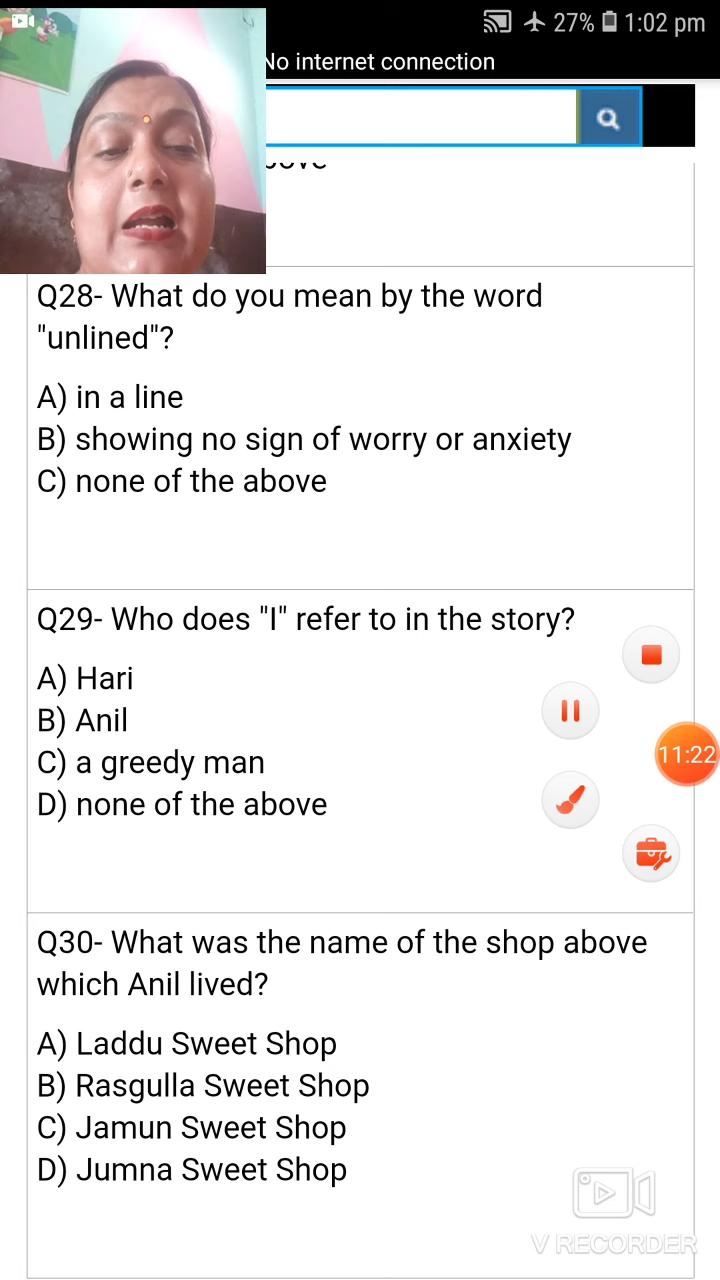 27% 1:02 pm
No internet connection
Q28- What do you mean by the word
"unlined"?
A) in a line
B) showing no sign of worry or anxiety
C) none of the above
Q29- Who does "I" refer to in the story?
A) Hari
B) Anil
C) a greedy man
D) none of the above
11:22
Q30- What was the name of the shop above
which Anil lived?
A) Laddu Sweet Shop
B) Rasgulla Sweet Shop
C) Jamun Sweet Shop
D) Jumna Sweet Shop
V RECORDER